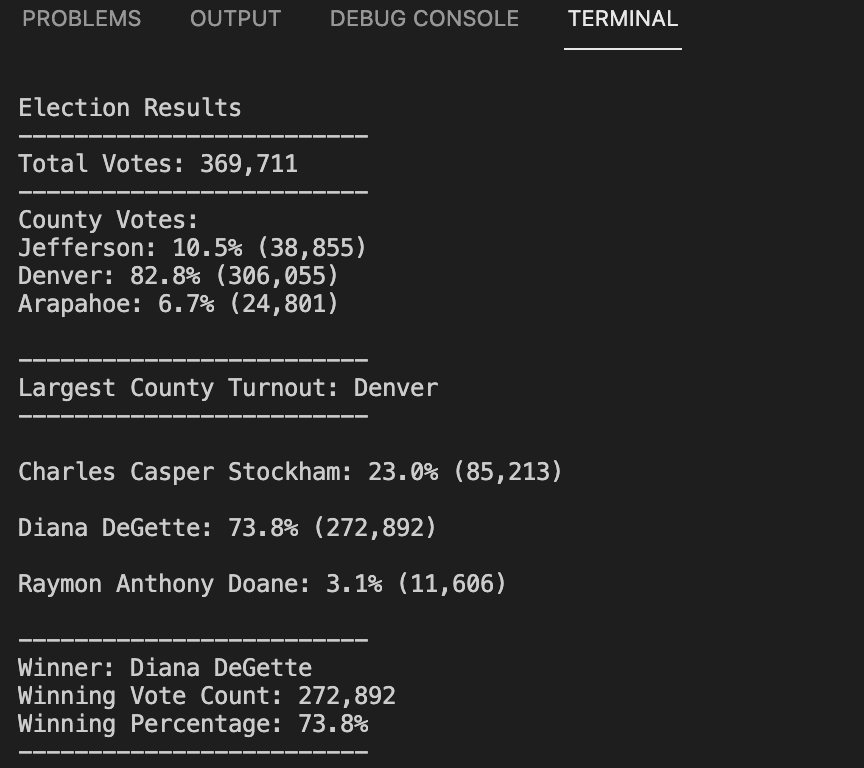 PROBLEMS OUTPUT DEBUG CONSOLE TERMINAL
Election Results
-------------------------
Total Votes: 369,711
-------------------------
County Votes:
Jefferson: 10.5% (38,855)
Denver: 82.8% (306,055)
Arapahoe: 6.7% (24,801)
-------------------------
Largest County Turnout: Denver
-------------------------
Charles Casper Stockham: 23.0% (85,213)
Diana DeGette: 73.8% (272,892)
Raymon Anthony Doane: 3.1% (11,606)
-------------------------
Winner: Diana DeGette
Winning Vote Count: 272,892
Winning Percentage: 73.8%
-------------------------